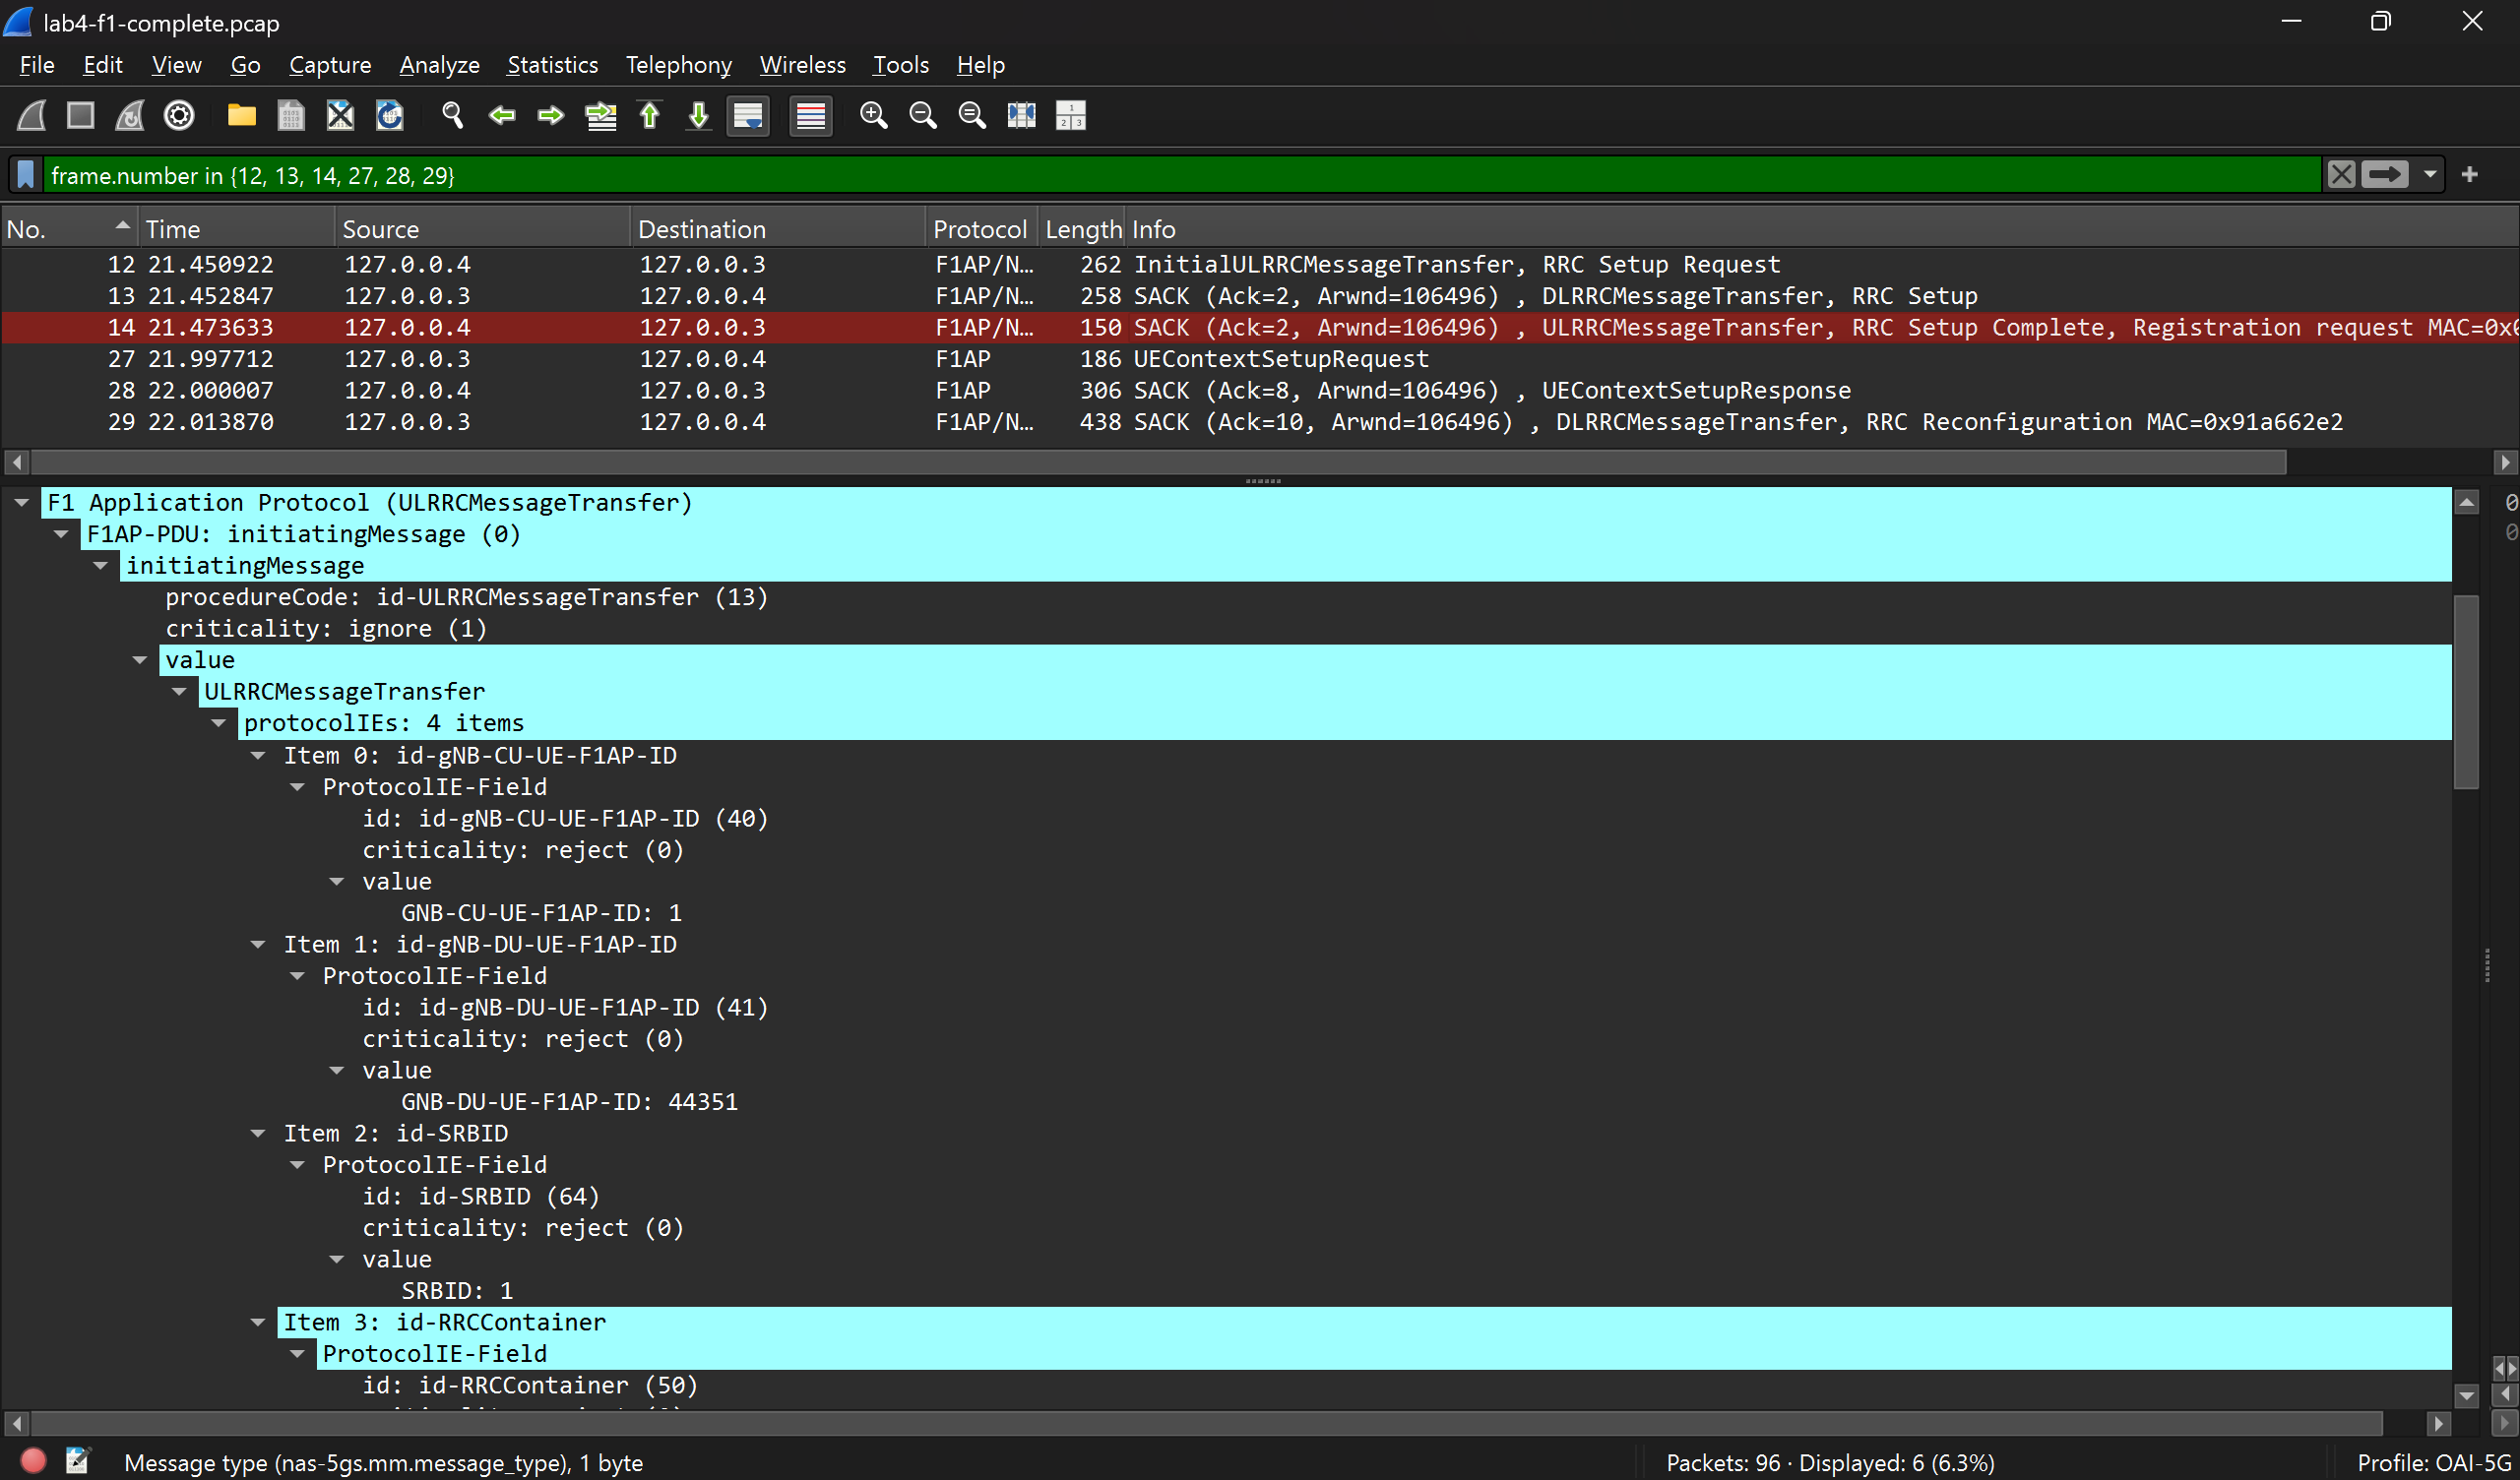 lab4-f1-complete.pcap
File Edit View Go Capture Analyze Statistics Telephony Wireless Tools Help
frame.number in {12, 13, 14, 27, 28, 29}
No. Time Source Destination Protocol Length Info
12 21.450922 127.0.0.4 127.0.0.3 F1AP/N… 262 InitialULRRCMessageTransfer, RRC Setup Request
13 21.452847 127.0.0.3 127.0.0.4 F1AP/N… 258 SACK (Ack=2, Arwnd=106496) , DLRRCMessageTransfer, RRC Setup
14 21.473633 127.0.0.4 127.0.0.3 F1AP/N… 150 SACK (Ack=2, Arwnd=106496) , ULRRCMessageTransfer, RRC Setup Complete, Registration request
27 21.997712 127.0.0.3 127.0.0.4 F1AP 186 UEContextSetupRequest
28 22.000007 127.0.0.4 127.0.0.3 F1AP 306 SACK (Ack=8, Arwnd=106496) , UEContextSetupResponse
29 22.013870 127.0.0.3 127.0.0.4 F1AP/N… 438 SACK (Ack=10, Arwnd=106496) , DLRRCMessageTransfer, RRC Reconfiguration MAC=0x91a662e2
F1 Application Protocol (ULRRCMessageTransfer)
F1AP-PDU: initiatingMessage (0)
initiatingMessage
procedureCode: id-ULRRCMessageTransfer (13)
criticality: ignore (1)
value
ULRRCMessageTransfer
protocolIEs: 4 items
Item 0: id-gNB-CU-UE-F1AP-ID
ProtocolIE-Field
id: id-gNB-CU-UE-F1AP-ID (40)
criticality: reject (0)
value
GNB-CU-UE-F1AP-ID: 1
Item 1: id-gNB-DU-UE-F1AP-ID
ProtocolIE-Field
id: id-gNB-DU-UE-F1AP-ID (41)
criticality: reject (0)
value
GNB-DU-UE-F1AP-ID: 44351
Item 2: id-SRBID
ProtocolIE-Field
id: id-SRBID (64)
criticality: reject (0)
value
SRBID: 1
Item 3: id-RRCContainer
ProtocolIE-Field
id: id-RRCContainer (50)
Message type (nas-5gs.mm.message_type), 1 byte
Packets: 96 · Displayed: 6 (6.3%)
Profile: OAI-5G